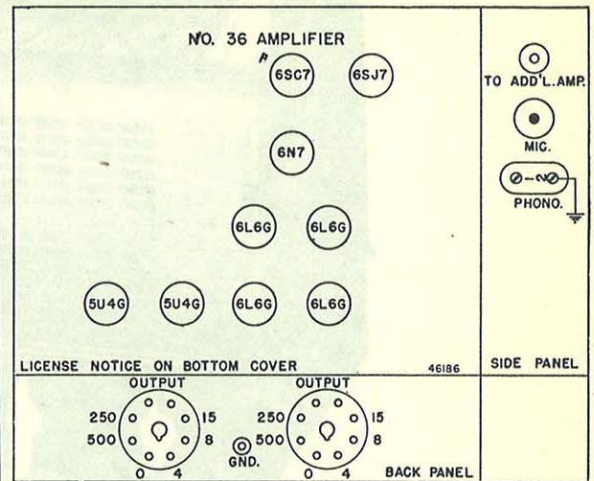 NO. 36 AMPLIFIER
6SC7 6SJ7
6N7
6L6G 6L6G
5U4G 5U4G 6L6G 6L6G
LICENSE NOTICE ON BOTTOM COVER 46186
TO ADD'L. AMP.
MIC.
1 2
PHONO.
SIDE PANEL
OUTPUT OUTPUT
250 15 250 15
500 8 500 8
GND.
0 4 0 4
BACK PANEL